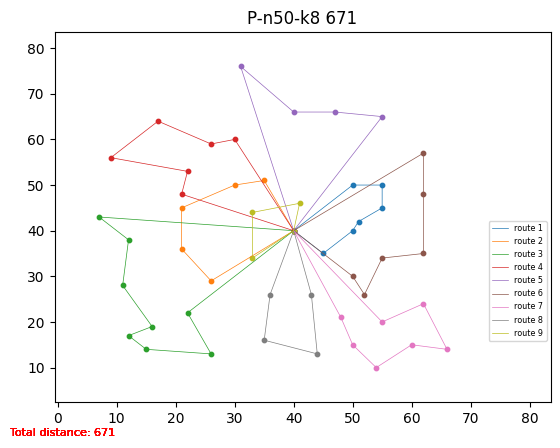 P-n50-k8 671
80
70
60
50
40
30
20
10
0 10 20 30 40 50 60 70 80
route 1
route 2
route 3
route 4
route 5
route 6
route 7
route 8
route 9
Total distance: 671